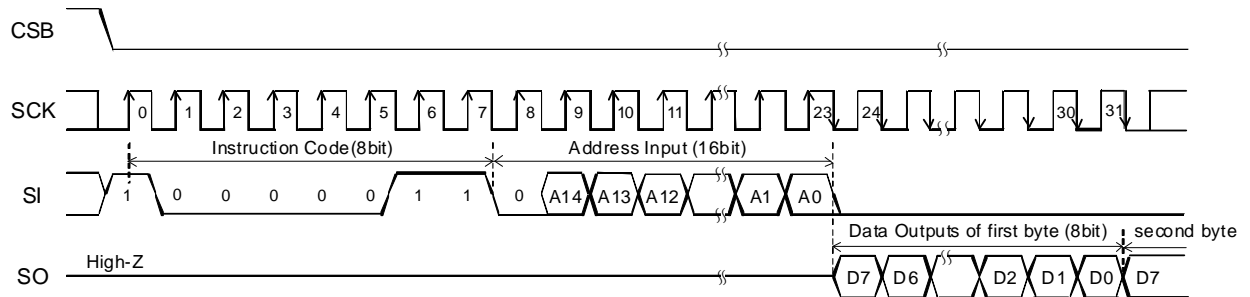 CSB
SCK 0 1 2 3 4 5 6 7 8 9 10 11 23 24 30 31
Instruction Code(8bit) Address Input (16bit)
SI 1 0 0 0 0 0 1 1 0 A14 A13 A12 A1 A0
Data Outputs of first byte (8bit) second byte
High-Z
SO D7 D6 D2 D1 D0 D7